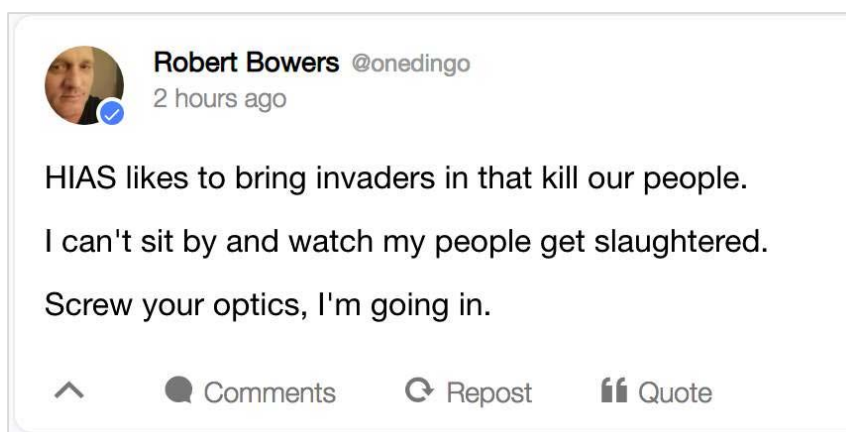 Robert Bowers @onedingo
2 hours ago
HIAS likes to bring invaders in that kill our people.
I can't sit by and watch my people get slaughtered.
Screw your optics, I'm going in.
Comments Repost Quote